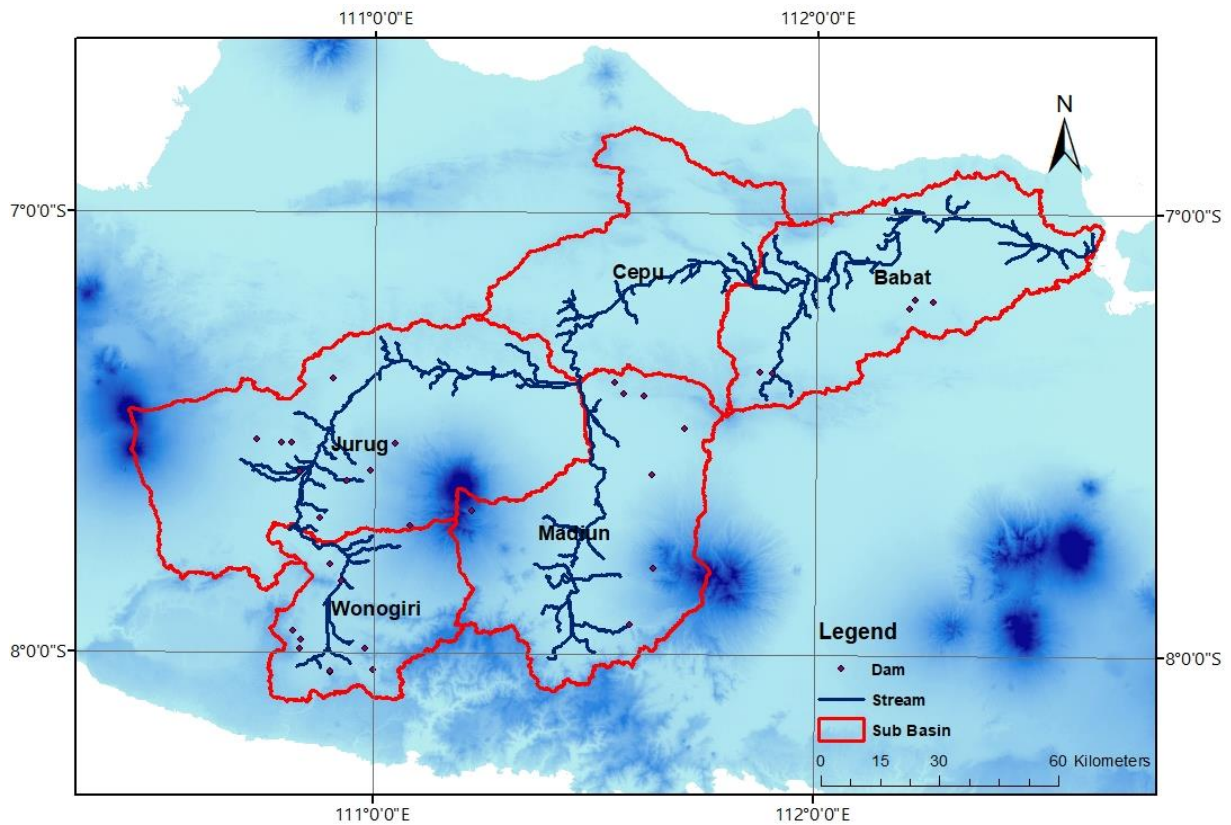 111°0'0"E 112°0'0"E
N
7°0'0"S 7°0'0"S
Cepu
Babat
Jurug
Madiun
Wonogiri
8°0'0"S 8°0'0"S
Legend
Dam
Stream
Sub Basin
0 15 30 60 Kilometers
111°0'0"E 112°0'0"E